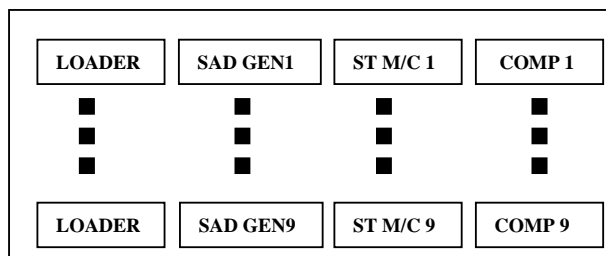 LOADER SAD GEN1 ST M/C 1 COMP 1
LOADER SAD GEN9 ST M/C 9 COMP 9